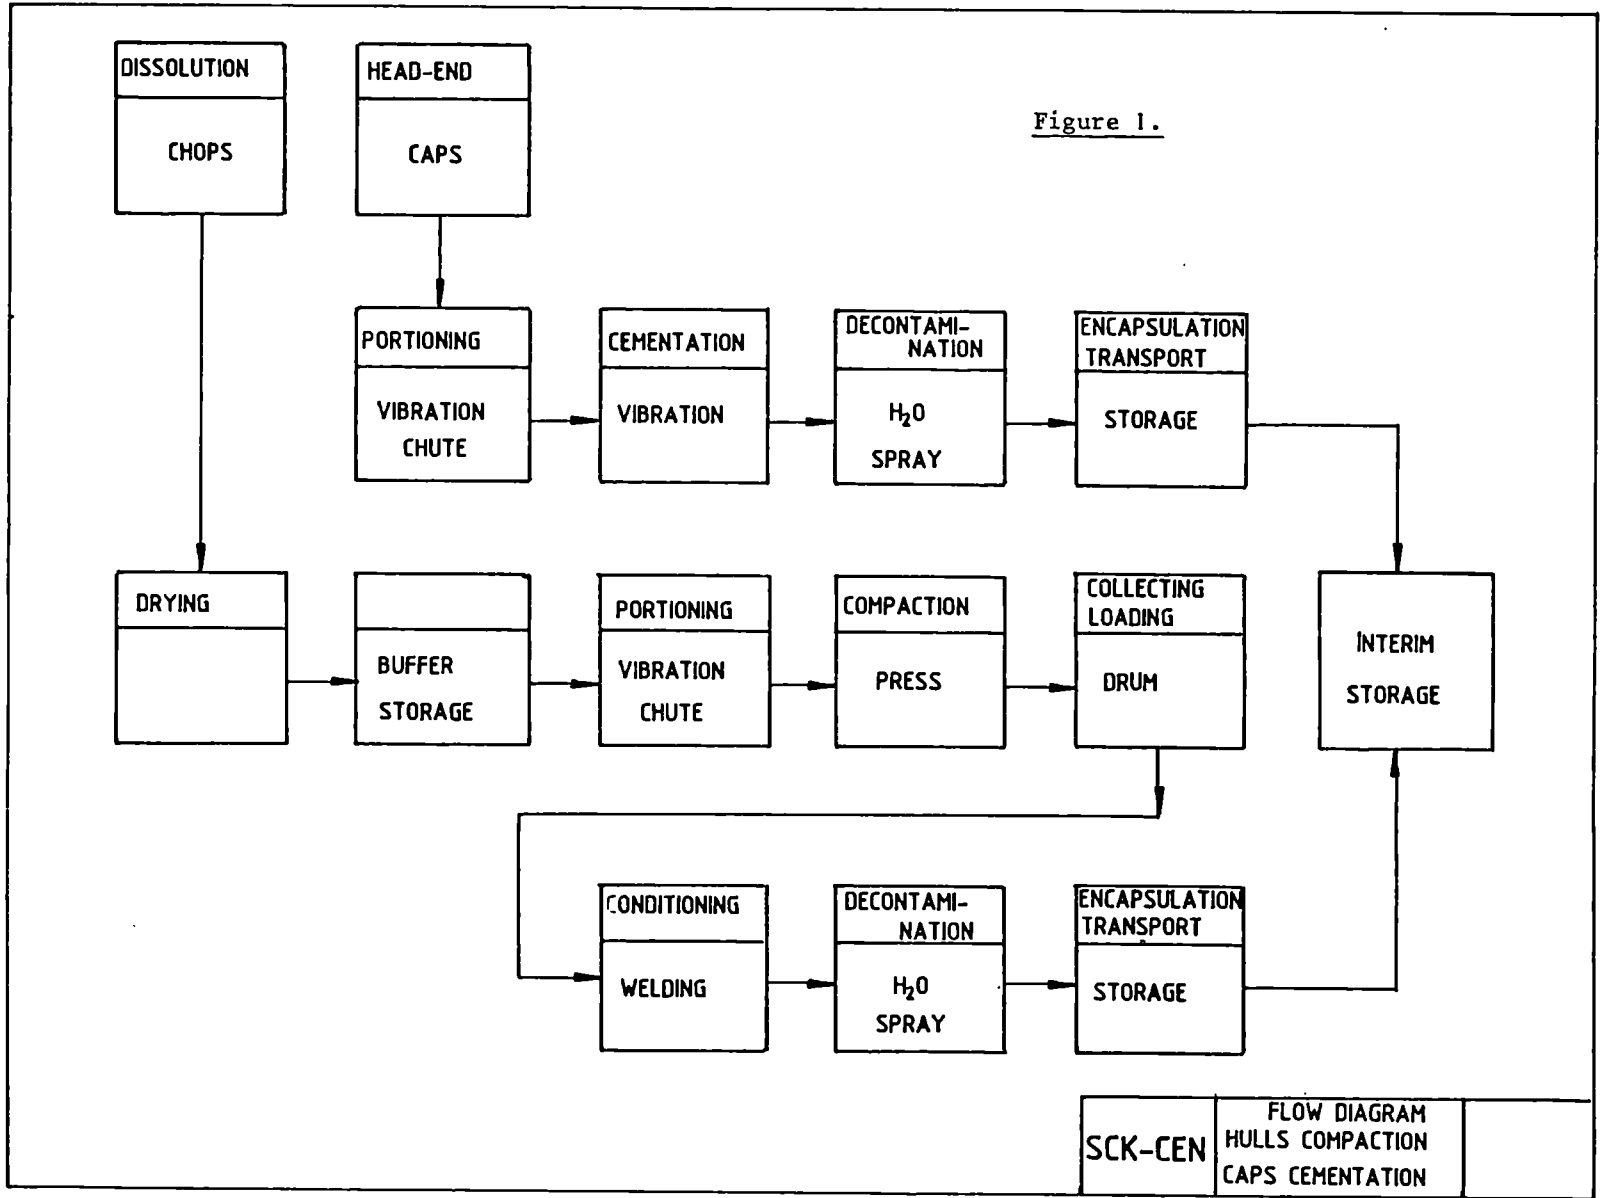 DISSOLUTION
CHOPS
HEAD-END
CAPS
Figure 1.
PORTIONING
VIBRATION
CHUTE
CEMENTATION
VIBRATION
DECONTAMI-
NATION
H₂O
SPRAY
ENCAPSULATION
TRANSPORT
STORAGE
DRYING
BUFFER
STORAGE
PORTIONING
VIBRATION
CHUTE
COMPACTION
PRESS
COLLECTING
LOADING
DRUM
INTERIM
STORAGE
CONDITIONING
WELDING
DECONTAMI-
NATION
H₂O
SPRAY
ENCAPSULATION
TRANSPORT
STORAGE
SCK-CEN
FLOW DIAGRAM
HULLS COMPACTION
CAPS CEMENTATION